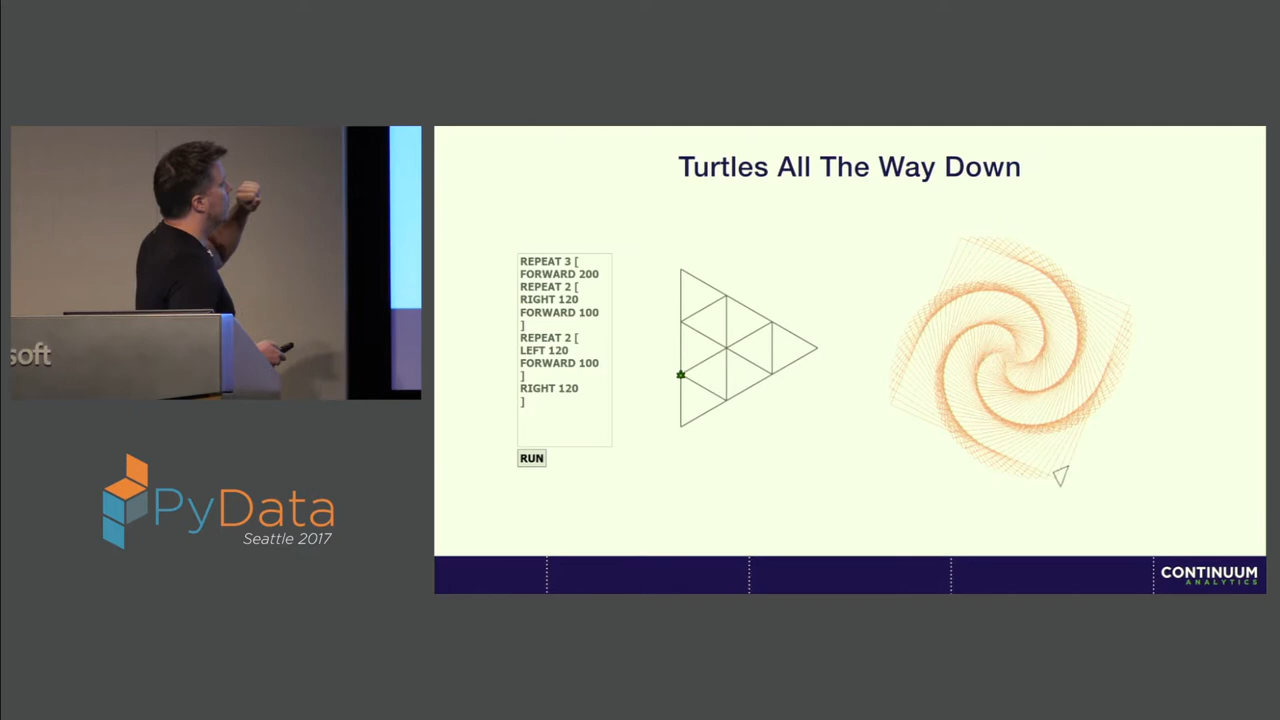 Turtles All The Way Down
REPEAT 3 [
FORWARD 200
REPEAT 2 [
RIGHT 120
FORWARD 100
]
REPEAT 2 [
LEFT 120
FORWARD 100
]
RIGHT 120
]
RUN
soft
PyData
Seattle 2017
CONTINUUM
ANALYTICS